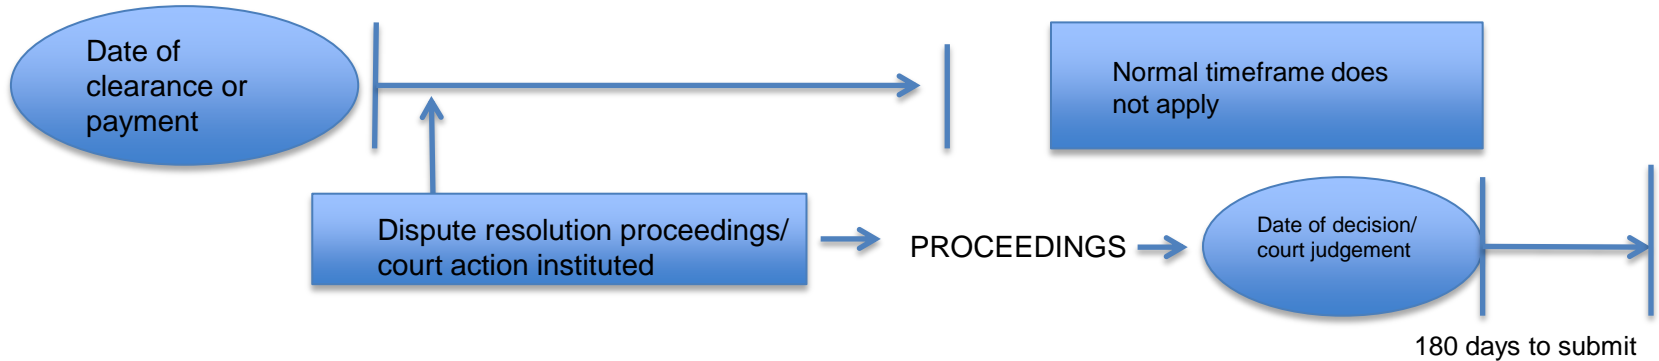 Date of
clearance or
payment
Normal timeframe does
not apply
Dispute resolution proceedings/
court action instituted
PROCEEDINGS
Date of decision/
court judgement
180 days to submit